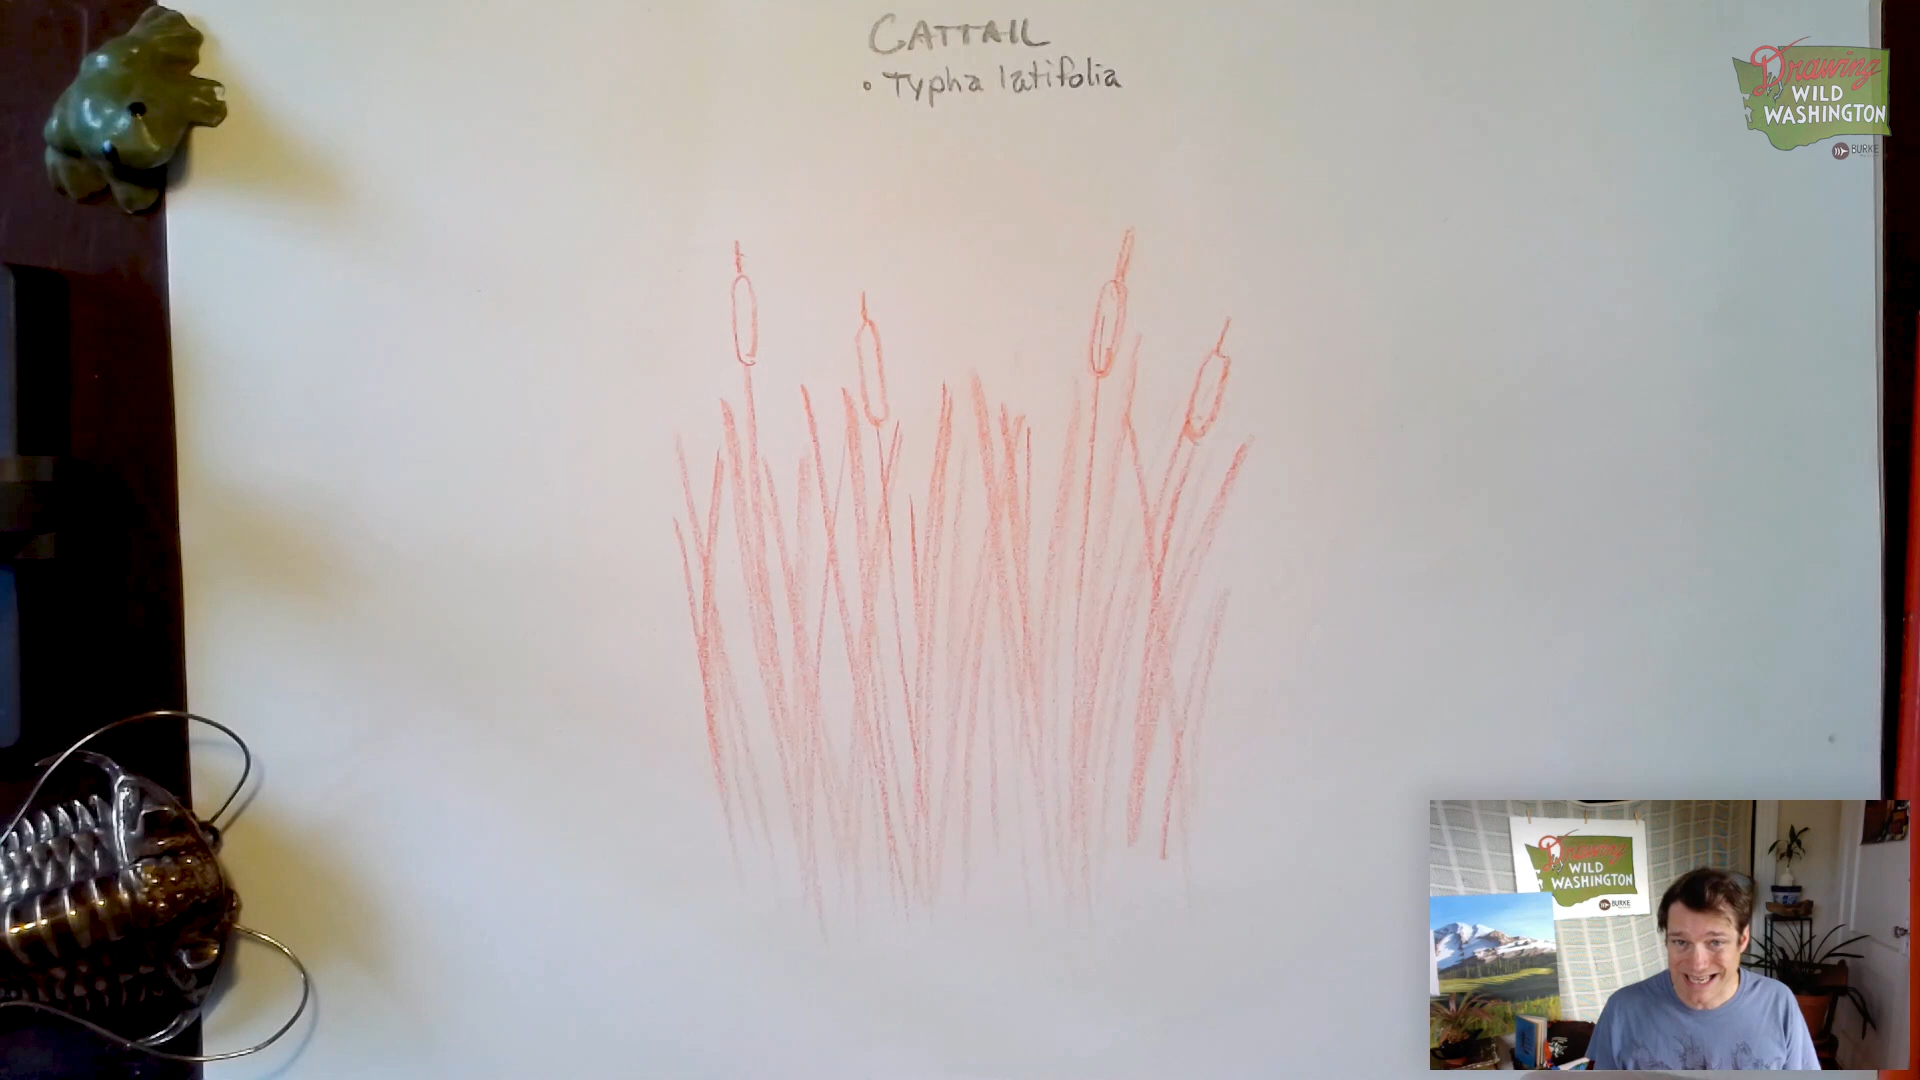 CATTAIL
• Typha latifolia
Drawing
WILD
WASHINGTON
BURKE
Drawing
WILD
WASHINGTON
BURKE